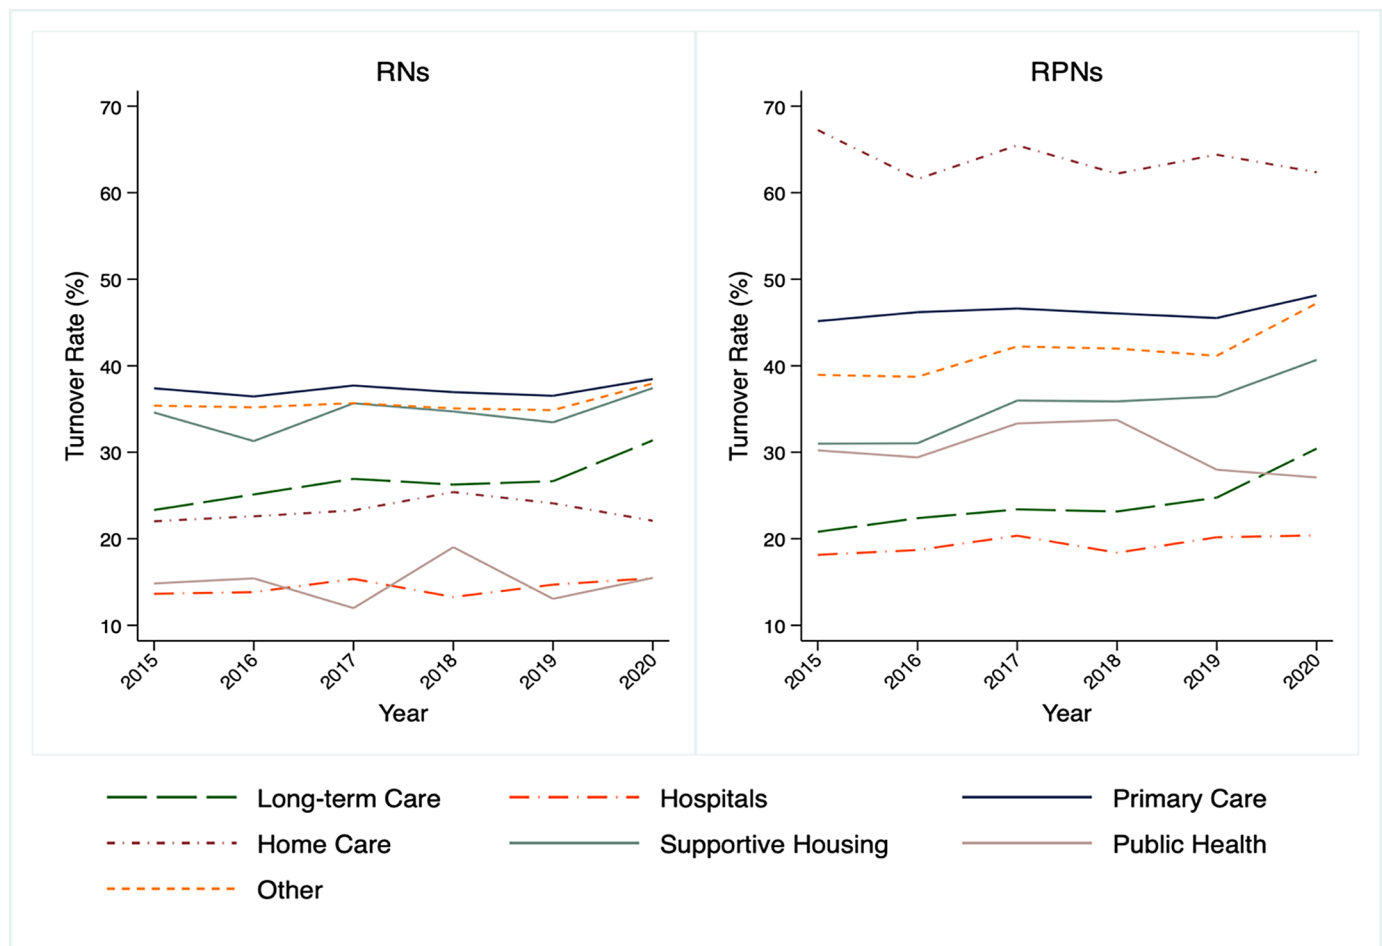 RNs
70
60
50
40
30
20
10
Turnover Rate (%)
2015
2016
2017
2018
2019
2020
Year
RPNs
70
60
50
40
30
20
10
Turnover Rate (%)
2015
2016
2017
2018
2019
2020
Year
Long-term Care
Hospitals
Primary Care
Home Care
Supportive Housing
Public Health
Other